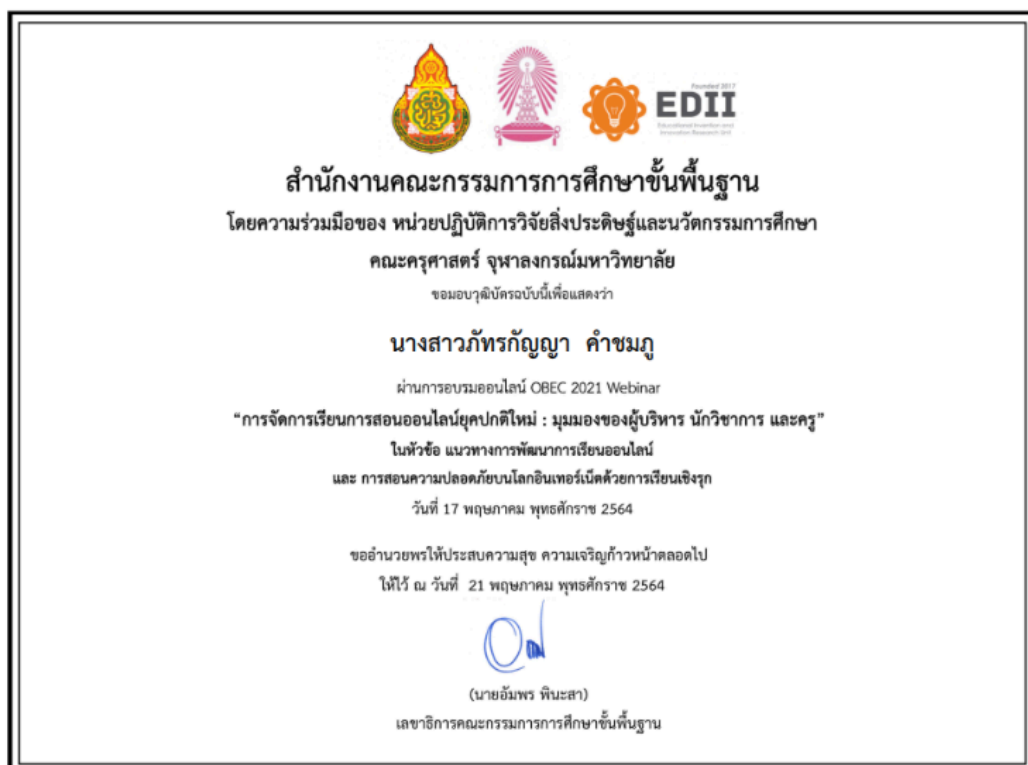 Founded 2017
EDII
Educational Invention and
Innovation Research Unit
สำนักงานคณะกรรมการการศึกษาขั้นพื้นฐาน
โดยความร่วมมือของ หน่วยปฏิบัติการวิจัยสิ่งประดิษฐ์และนวัตกรรมการศึกษา
คณะครุศาสตร์ จุฬาลงกรณ์มหาวิทยาลัย
ขอมอบวุฒิบัตรฉบับนี้เพื่อแสดงว่า
นางสาวภัทรกัญญา คำชมภู
ผ่านการอบรมออนไลน์ OBEC 2021 Webinar
“การจัดการเรียนการสอนออนไลน์ยุคปกติใหม่ : มุมมองของผู้บริหาร นักวิชาการ และครู”
ในหัวข้อ แนวทางการพัฒนาการเรียนออนไลน์
และ การสอนความปลอดภัยบนโลกอินเทอร์เน็ตด้วยการเรียนเชิงรุก
วันที่ 17 พฤษภาคม พุทธศักราช 2564
ขออำนวยพรให้ประสบความสุข ความเจริญก้าวหน้าตลอดไป
ให้ไว้ ณ วันที่ 21 พฤษภาคม พุทธศักราช 2564
(นายอัมพร พินะสา)
เลขาธิการคณะกรรมการการศึกษาขั้นพื้นฐาน